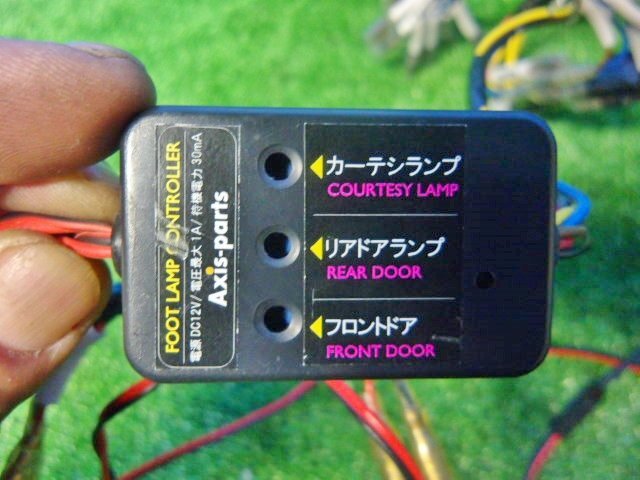 FOOT LAMP CONTROLLER
電源 DC12V/ 電圧最大 1A/ 待機電力 30mA
Axis-parts
カーテシランプ
COURTESY LAMP
リアドアランプ
REAR DOOR
フロントドア
FRONT DOOR